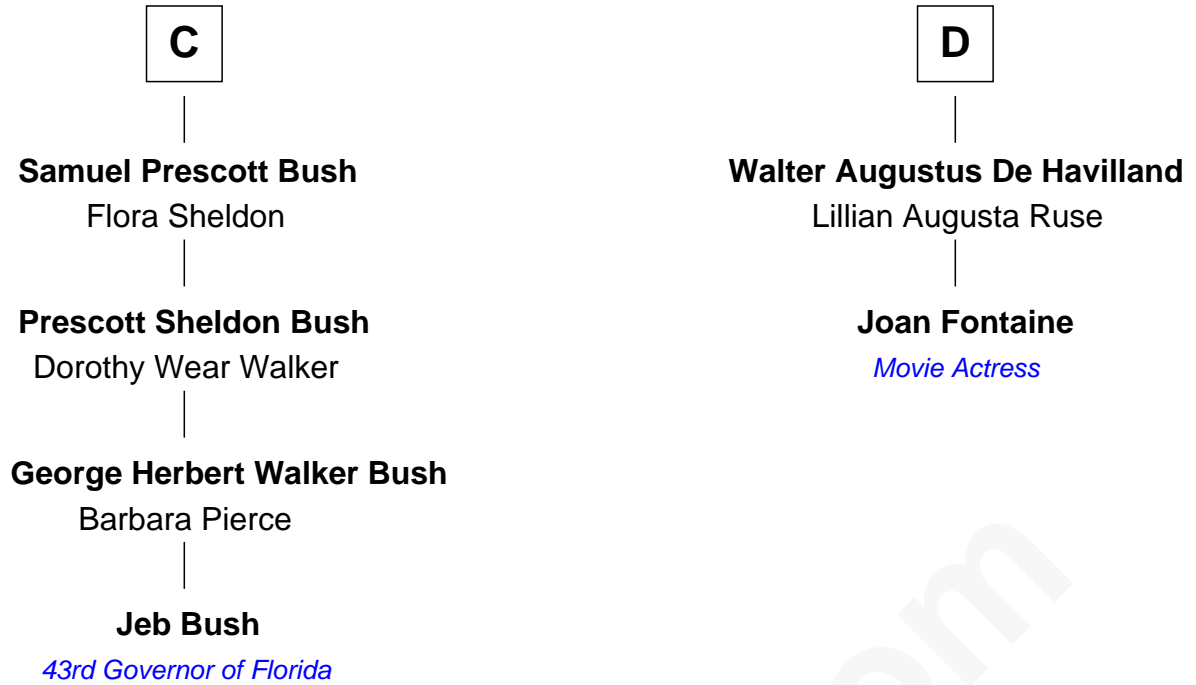 C
Samuel Prescott Bush
Flora Sheldon
Prescott Sheldon Bush
Dorothy Wear Walker
George Herbert Walker Bush
Barbara Pierce
Jeb Bush
43rd Governor of Florida
D
Walter Augustus De Havilland
Lillian Augusta Ruse
Joan Fontaine
Movie Actress
om